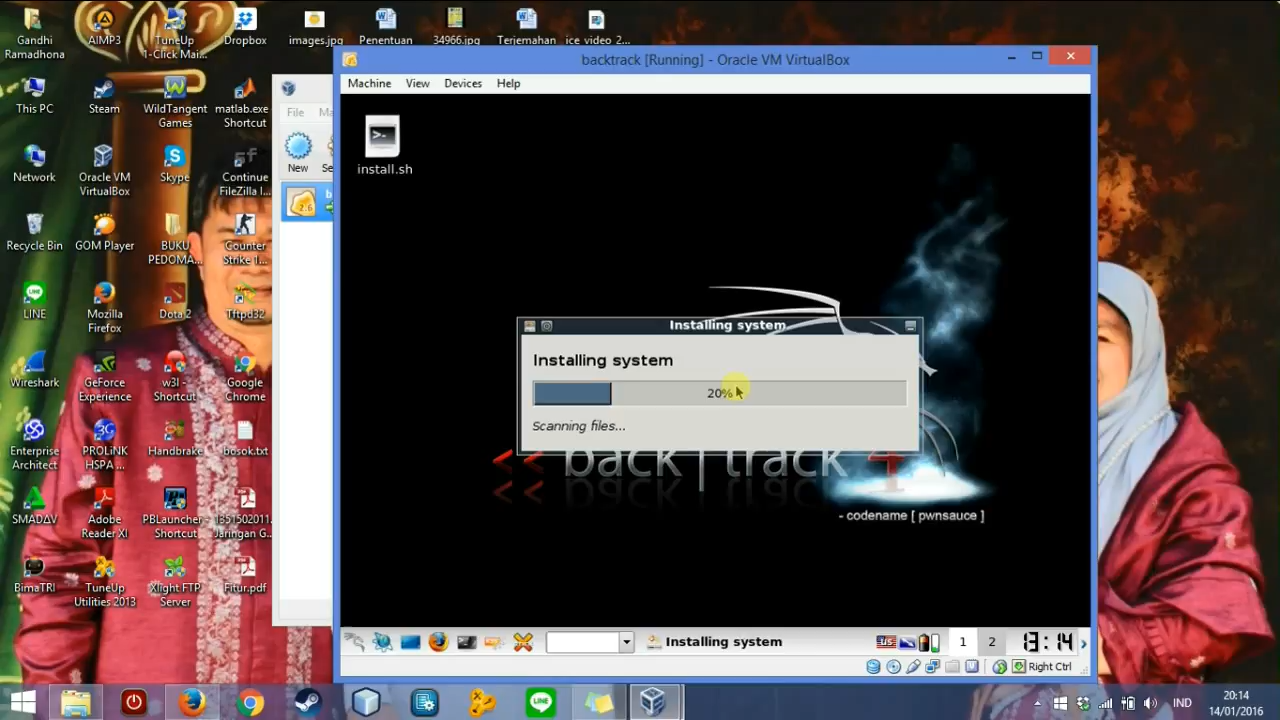 Gandhi
Ramadhona
AIMP3
TuneUp
1-Click Mai...
Dropbox
images.jpg
Penentuan
34966.jpg
Terjemahan
ice_video_2...
This PC
Steam
WildTangent
Games
matlab.exe
Shortcut
Network
Oracle VM
VirtualBox
Skype
Continue
FileZilla I...
Recycle Bin
GOM Player
BUKU
PEDOMA...
Counter
Strike 1...
LINE
Mozilla
Firefox
Dota 2
Tftpd32
Wireshark
GeForce
Experience
w3l -
Shortcut
Google
Chrome
Enterprise
Architect
PROLiNK
HSPA ...
Handbrake
bosok.txt
SMADΔV
Adobe
Reader XI
PBLauncher -
Shortcut
1351502011...
Jaringan G...
BimaTRI
TuneUp
Utilities 2013
Xlight FTP
Server
Fitur.pdf
File
New
2.6
backtrack [Running] - Oracle VM VirtualBox
Machine View Devices Help
install.sh
Installing system
Installing system
20%
Scanning files...
<< back | track 4
- codename [ pwnsauce ]
Installing system
1 2 13:14
Right Ctrl
IND
20:14
14/01/2016